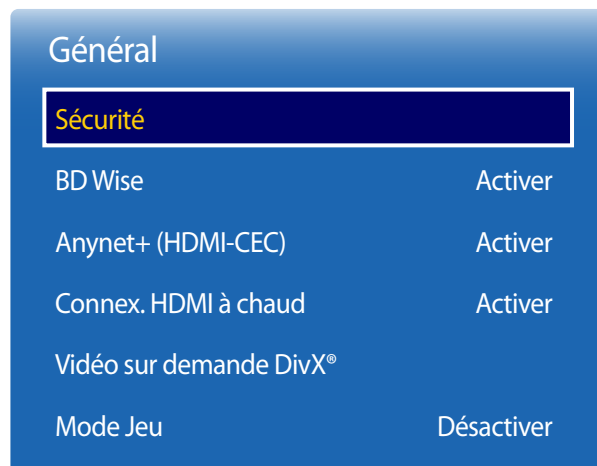 Général
Sécurité
BD Wise Activer
Anynet+ (HDMI-CEC) Activer
Connex. HDMI à chaud Activer
Vidéo sur demande DivX®
Mode Jeu Désactiver